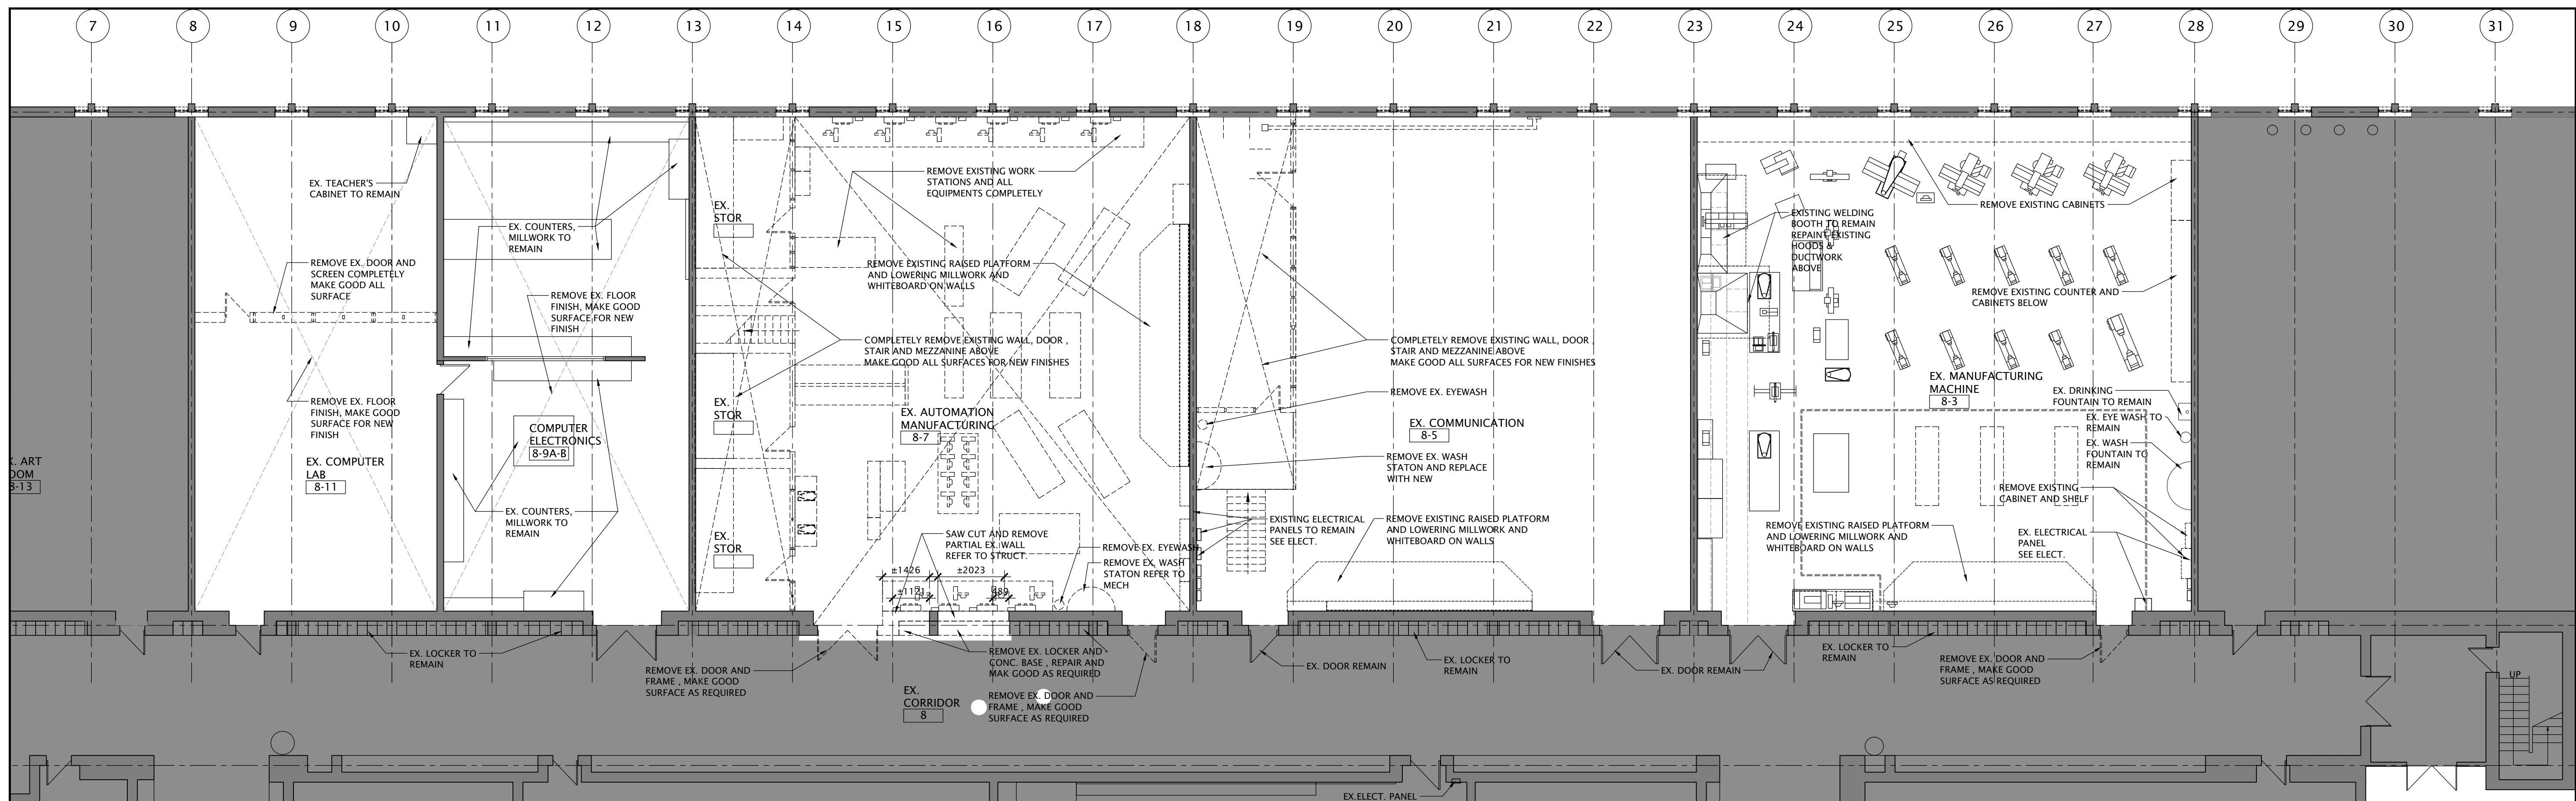 7
8
9
10
11
12
13
14
15
16
17
18
19
20
21
22
23
24
25
26
27
28
29
30
31
EX. TEACHER'S
CABINET TO REMAIN
EX. COUNTERS,
MILLWORK TO
REMAIN
REMOVE EX. DOOR AND
SCREEN COMPLETELY
MAKE GOOD ALL
SURFACE
REMOVE EX. FLOOR
FINISH, MAKE GOOD
SURFACE FOR NEW
FINISH
REMOVE EX. FLOOR
FINISH, MAKE GOOD
SURFACE FOR NEW
FINISH
COMPUTER
ELECTRONICS
8-9A-B
EX. COMPUTER
LAB
8-11
X. ART
OOM
8-13
EX. COUNTERS,
MILLWORK TO
REMAIN
EX.
STOR
EX.
STOR
EX.
STOR
REMOVE EXISTING WORK
STATIONS AND ALL
EQUIPMENTS COMPLETELY
REMOVE EXISTING RAISED PLATFORM
AND LOWERING MILLWORK AND
WHITEBOARD ON WALLS
COMPLETELY REMOVE EXISTING WALL, DOOR ,
STAIR AND MEZZANINE ABOVE
MAKE GOOD ALL SURFACES FOR NEW FINISHES
EX. AUTOMATION
MANUFACTURING
8-7
SAW CUT AND REMOVE
PARTIAL EX. WALL
REFER TO STRUCT.
±1426
±2023
±1121
489
REMOVE EX. EYEWASH
REMOVE EX. WASH
STATON REFER TO
MECH
COMPLETELY REMOVE EXISTING WALL, DOOR ,
STAIR AND MEZZANINE ABOVE
MAKE GOOD ALL SURFACES FOR NEW FINISHES
REMOVE EX. EYEWASH
EX. COMMUNICATION
8-5
REMOVE EX. WASH
STATON AND REPLACE
WITH NEW
EXISTING ELECTRICAL
PANELS TO REMAIN
SEE ELECT.
REMOVE EXISTING RAISED PLATFORM
AND LOWERING MILLWORK AND
WHITEBOARD ON WALLS
EXISTING WELDING
BOOTH TO REMAIN
REPAINT EXISTING
HOODS &
DUCTWORK
ABOVE
REMOVE EXISTING CABINETS
REMOVE EXISTING COUNTER AND
CABINETS BELOW
EX. MANUFACTURING
MACHINE
8-3
EX. DRINKING
FOUNTAIN TO REMAIN
EX. EYE WASH TO
REMAIN
EX. WASH
FOUNTAIN TO
REMAIN
REMOVE EXISTING
CABINET AND SHELF
REMOVE EXISTING RAISED PLATFORM
AND LOWERING MILLWORK AND
WHITEBOARD ON WALLS
EX. ELECTRICAL
PANEL
SEE ELECT.
EX. LOCKER TO
REMAIN
REMOVE EX. DOOR AND
FRAME , MAKE GOOD
SURFACE AS REQUIRED
REMOVE EX. LOCKER AND
CONC. BASE , REPAIR AND
MAK GOOD AS REQUIRED
EX.
CORRIDOR
8
REMOVE EX. DOOR AND
FRAME , MAKE GOOD
SURFACE AS REQUIRED
EX. DOOR REMAIN
EX. LOCKER TO
REMAIN
EX. DOOR REMAIN
EX. LOCKER TO
REMAIN
REMOVE EX. DOOR AND
FRAME , MAKE GOOD
SURFACE AS REQUIRED
UP
EX.ELECT. PANEL